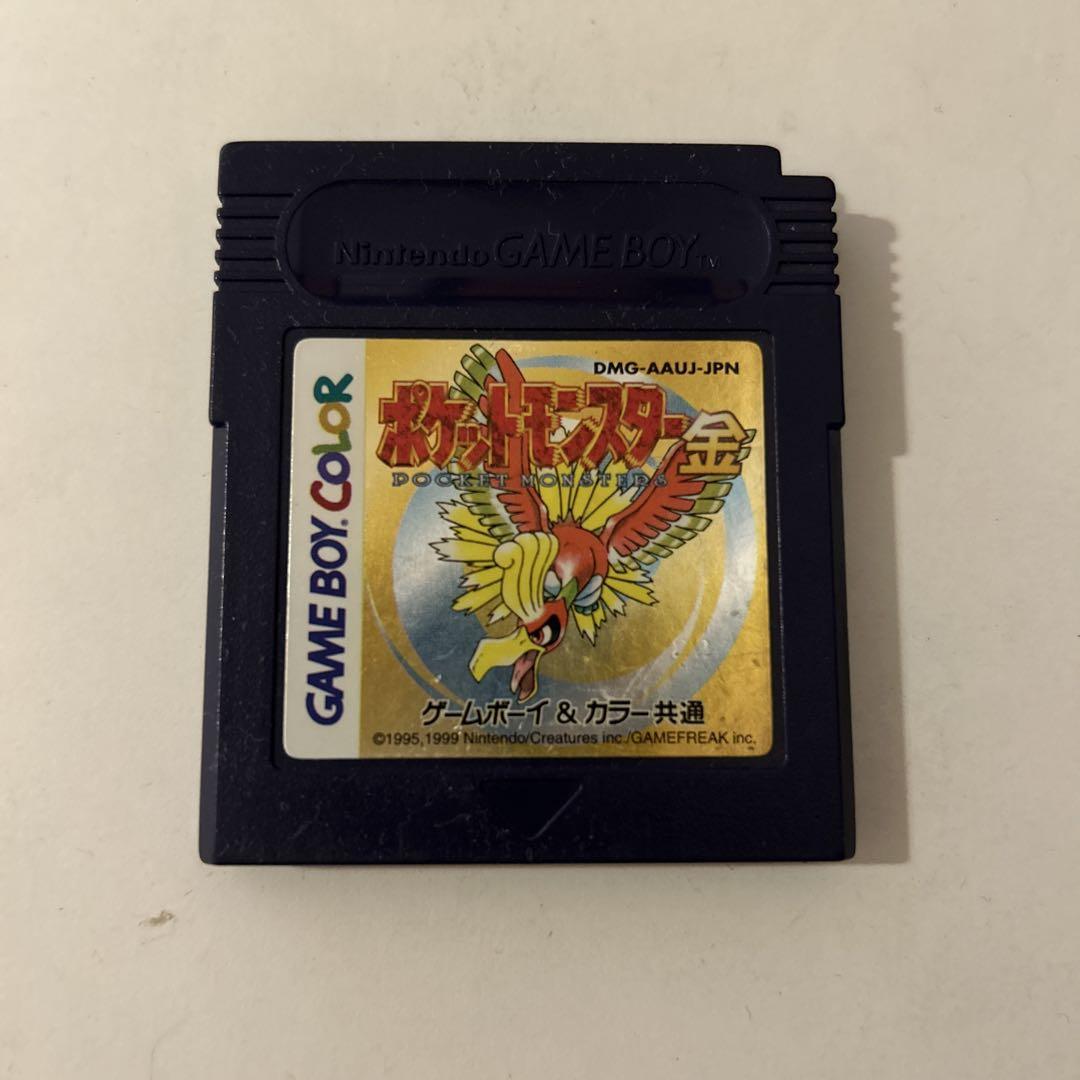 Nintendo GAME BOY TM
GAME BOY COLOR
DMG-AAUJ-JPN
ポケットモンスター金
POCKET MONSTERS
ゲームボーイ & カラー共通
©1995,1999 Nintendo/Creatures inc./GAMEFREAK inc.